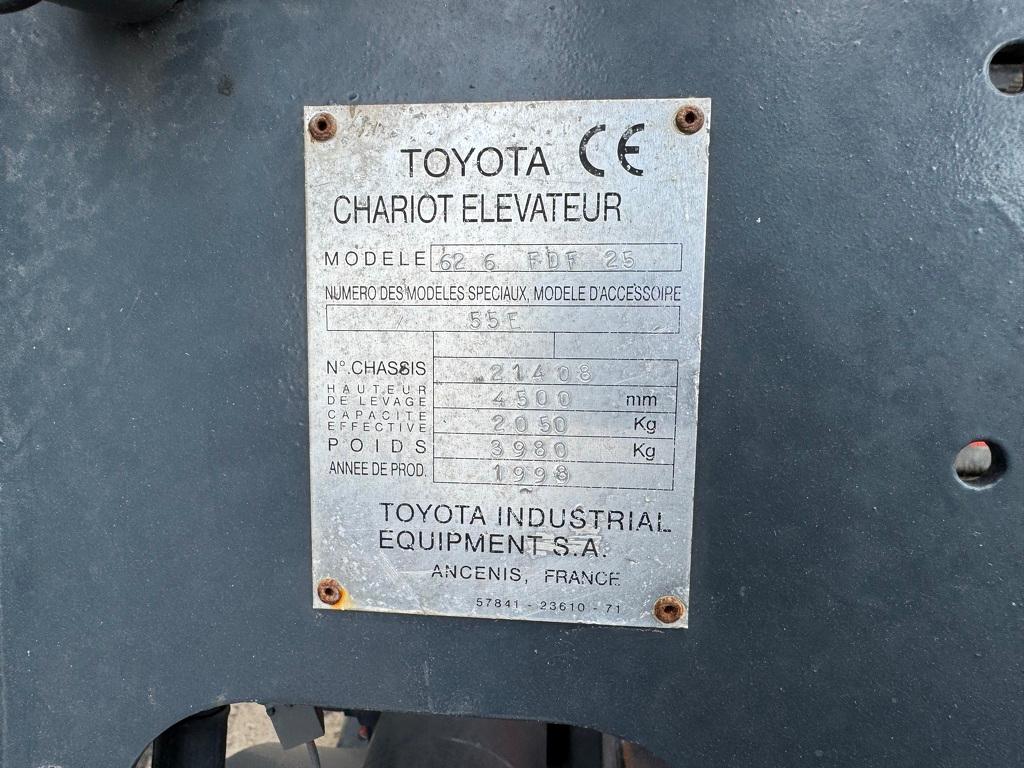 TOYOTA CE
CHARIOT ELEVATEUR
MODELE 62 6 FDF 25
NUMERO DES MODELES SPECIAUX, MODELE D'ACCESSOIRE
55E
N°. CHASSIS 21408
HAUTEUR DE LEVAGE 4500 mm
CAPACITE EFFECTIVE 2050 Kg
POIDS 3980 Kg
ANNEE DE PROD. 1998
TOYOTA INDUSTRIAL
EQUIPMENT S.A.
ANCENIS, FRANCE
57841 - 23610 - 71